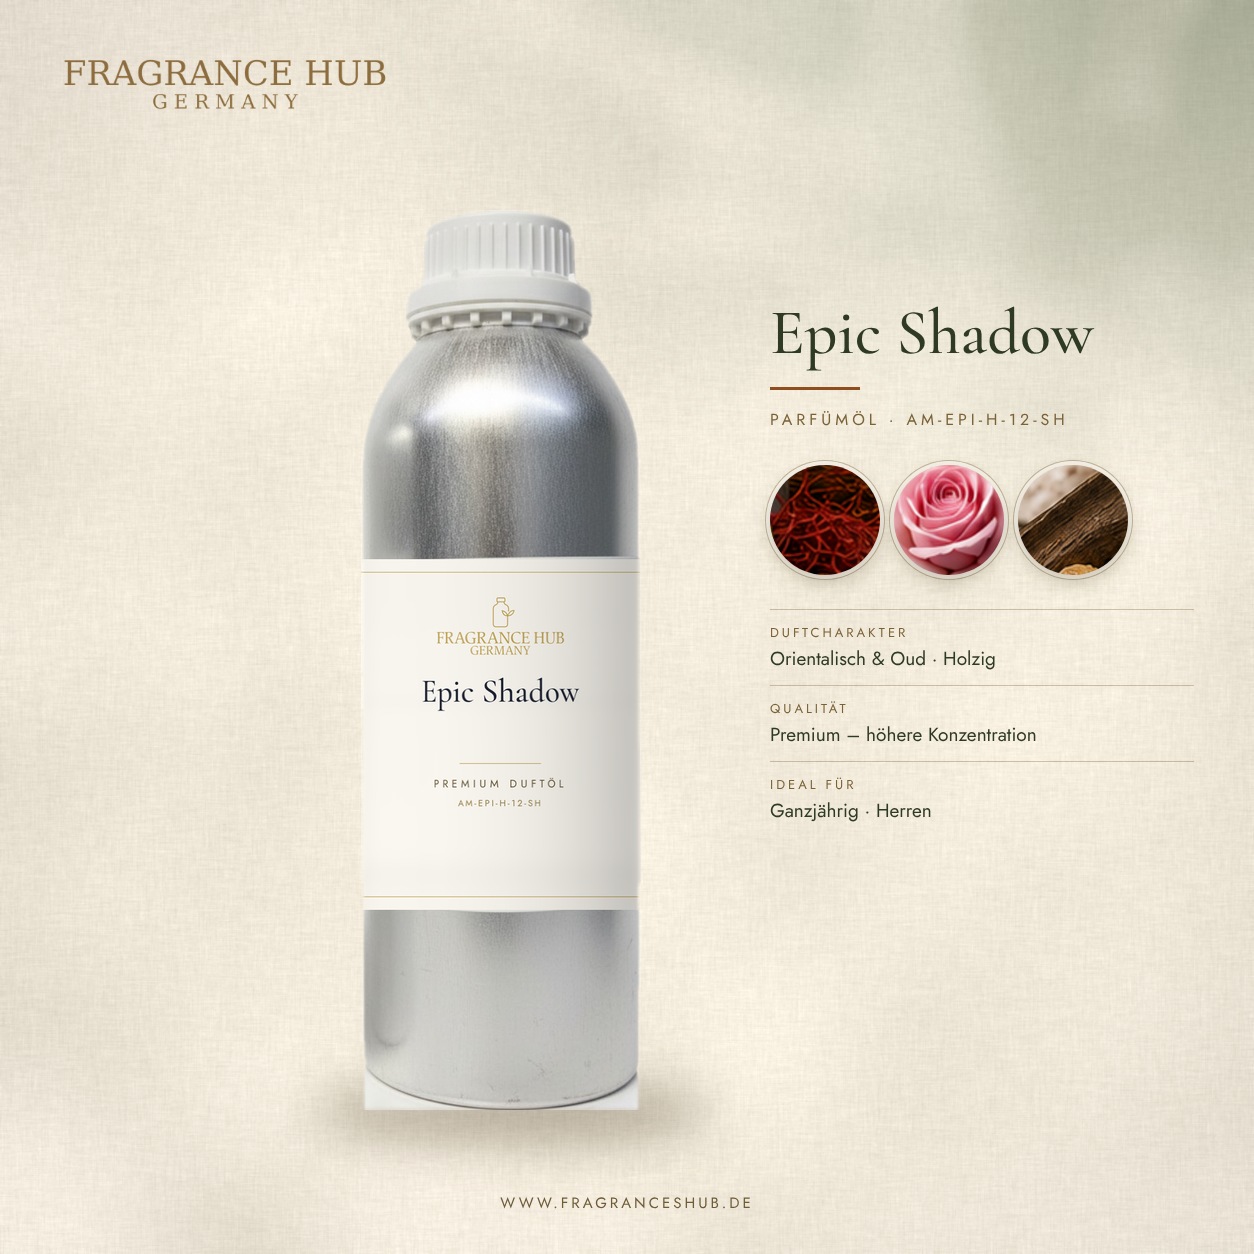 FRAGRANCE HUB
GERMANY
Epic Shadow
PARFÜMÖL · AM-EPI-H-12-SH
DUFTCHARAKTER
Orientalisch & Oud · Holzig
QUALITÄT
Premium – höhere Konzentration
IDEAL FÜR
Ganzjährig · Herren
FRAGRANCE HUB
GERMANY
Epic Shadow
PREMIUM DUFTÖL
AM-EPI-H-12-SH
WWW.FRAGRANCESHUB.DE